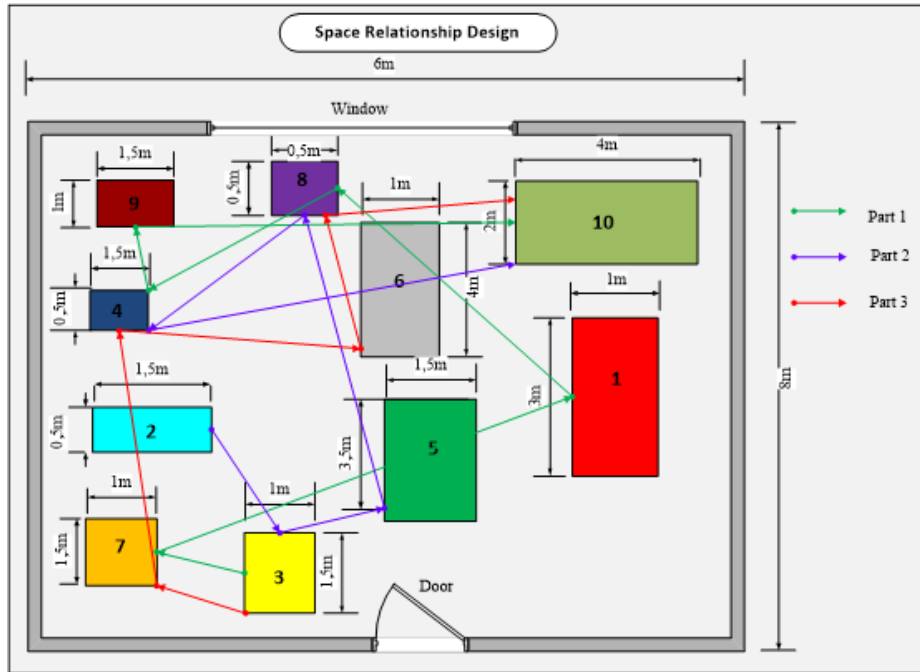 Space Relationship Design
6m
Window
1,5m
0,5m
4m
1m
9
1m
0,5m
8
2m
10
Part 1
1,5m
6
4m
Part 2
0,5m
4
1m
Part 3
1,5m
1,5m
3m
1
8m
0,5m
2
3,5m
5
1m
1m
1,5m
7
3
1,5m
Door